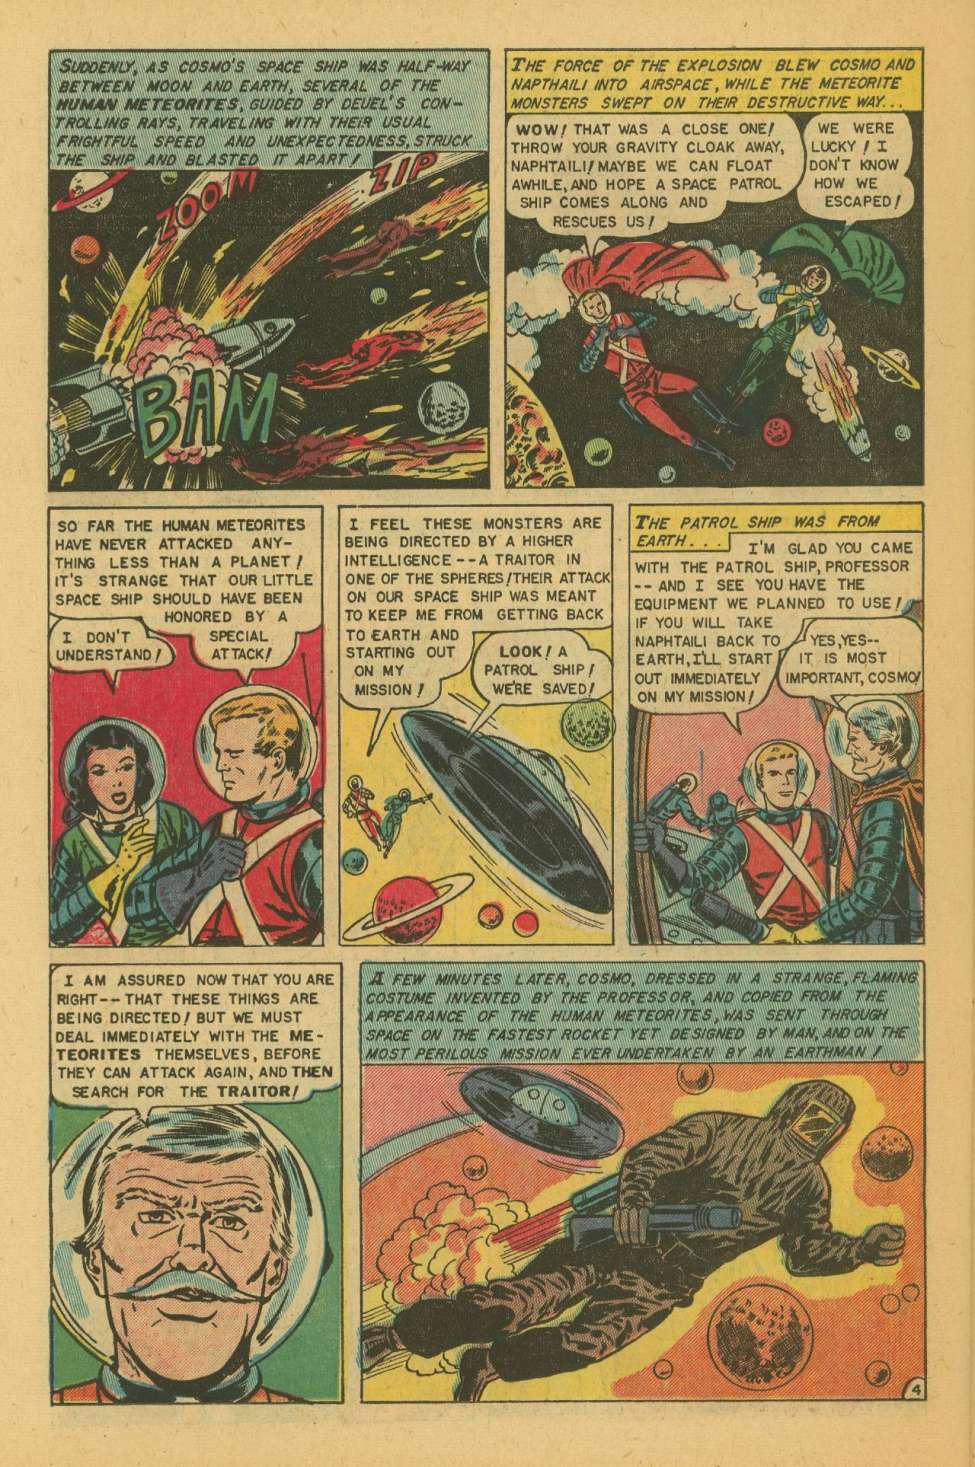 SUDDENLY, AS COSMO'S SPACE SHIP WAS HALF-WAY
BETWEEN MOON AND EARTH, SEVERAL OF THE
HUMAN METEORITES, GUIDED BY DEUEL'S CON-
TROLLING RAYS, TRAVELING WITH THEIR USUAL
FRIGHTFUL SPEED AND UNEXPECTEDNESS, STRUCK
THE SHIP AND BLASTED IT APART!
ZOOM
ZIP
BAM
THE FORCE OF THE EXPLOSION BLEW COSMO AND
NAPTHAILI INTO AIRSPACE, WHILE THE METEORITE
MONSTERS SWEPT ON THEIR DESTRUCTIVE WAY...
WOW! THAT WAS A CLOSE ONE!
THROW YOUR GRAVITY CLOAK AWAY,
NAPHTAILI! MAYBE WE CAN FLOAT
AWHILE, AND HOPE A SPACE PATROL
SHIP COMES ALONG AND
RESCUES US!
WE WERE
LUCKY! I
DON'T KNOW
HOW WE
ESCAPED!
SO FAR THE HUMAN METEORITES
HAVE NEVER ATTACKED ANY-
THING LESS THAN A PLANET!
IT'S STRANGE THAT OUR LITTLE
SPACE SHIP SHOULD HAVE BEEN
HONORED BY A
SPECIAL
ATTACK!
I DON'T
UNDERSTAND!
I FEEL THESE MONSTERS ARE
BEING DIRECTED BY A HIGHER
INTELLIGENCE--A TRAITOR IN
ONE OF THE SPHERES! THEIR ATTACK
ON OUR SPACE SHIP WAS MEANT
TO KEEP ME FROM GETTING BACK
TO EARTH AND
STARTING OUT
ON MY
MISSION!
LOOK! A
PATROL SHIP!
WE'RE SAVED!
THE PATROL SHIP WAS FROM
EARTH...
I'M GLAD YOU CAME
WITH THE PATROL SHIP, PROFESSOR
--AND I SEE YOU HAVE THE
EQUIPMENT WE PLANNED TO USE!
IF YOU WILL TAKE
NAPHTAILI BACK TO
EARTH, I'LL START
OUT IMMEDIATELY
ON MY MISSION!
YES, YES--
IT IS MOST
IMPORTANT, COSMO!
I AM ASSURED NOW THAT YOU ARE
RIGHT--THAT THESE THINGS ARE
BEING DIRECTED! BUT WE MUST
DEAL IMMEDIATELY WITH THE ME-
TEORITES THEMSELVES, BEFORE
THEY CAN ATTACK AGAIN, AND THEN
SEARCH FOR THE TRAITOR!
A FEW MINUTES LATER, COSMO, DRESSED IN A STRANGE, FLAMING
COSTUME INVENTED BY THE PROFESSOR, AND COPIED FROM THE
APPEARANCE OF THE HUMAN METEORITES, WAS SENT THROUGH
SPACE ON THE FASTEST ROCKET YET DESIGNED BY MAN, AND ON THE
MOST PERILOUS MISSION EVER UNDERTAKEN BY AN EARTHMAN!
4